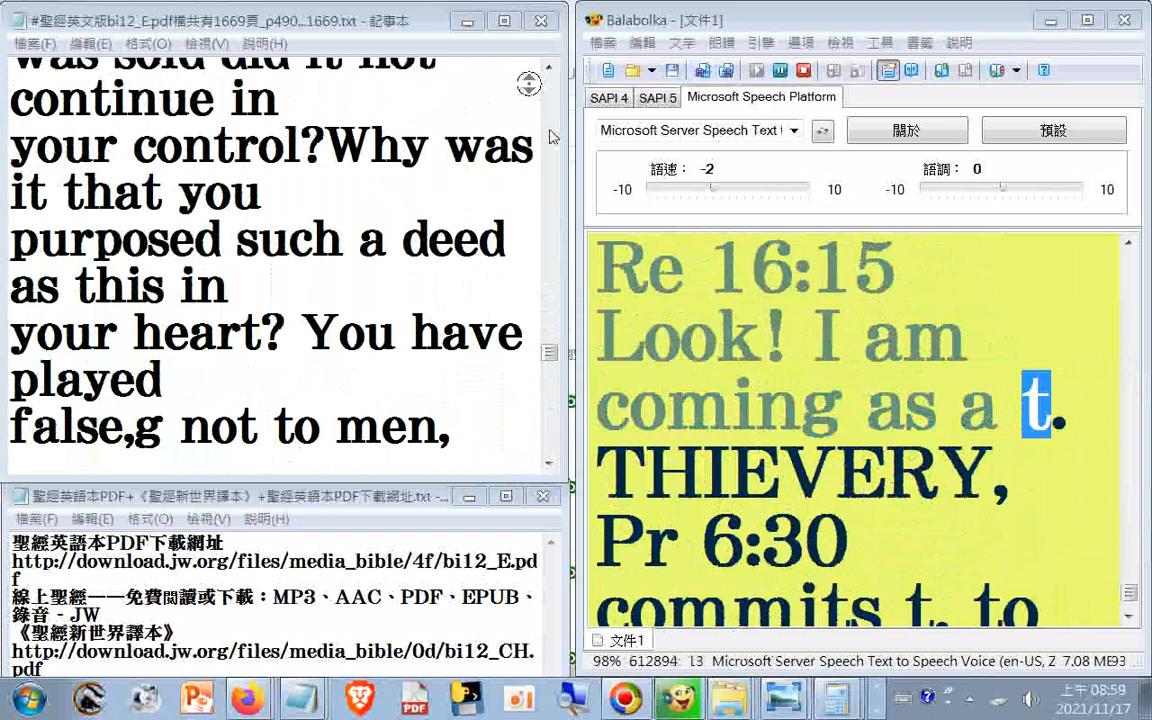 #聖經英文版bi12_E.pdf檔共有1669頁_p490...1669.txt - 記事本
檔案(F) 編輯(E) 格式(O) 檢視(V) 說明(H)
was sold did it not
continue in
your control?Why was
it that you
purposed such a deed
as this in
your heart? You have
played
false,g not to men,
聖經英語本PDF+《聖經新世界譯本》+聖經英語本PDF下載網址.txt -...
檔案(F) 編輯(E) 格式(O) 檢視(V) 說明(H)
聖經英語本PDF下載網址
http://download.jw.org/files/media_bible/4f/bi12_E.pd
f
線上聖經——免費閱讀或下載：MP3、AAC、PDF、EPUB、
錄音 - JW
《聖經新世界譯本》
http://download.jw.org/files/media_bible/0d/bi12_CH.
pdf
Balabolka - [文件1]
檔案 編輯 文字 朗讀 引擎 選項 檢視 工具 書籤 說明
SAPI 4 SAPI 5 Microsoft Speech Platform
Microsoft Server Speech Text 關於 預設
語速： -2 語調： 0
-10 10 -10 10
Re 16:15
Look! I am
coming as a t.
THIEVERY,
Pr 6:30
commits t. to
文件1
98% 612894: 13 Microsoft Server Speech Text to Speech Voice (en-US, Z 7.08 ME93
上午 08:59
2021/11/17